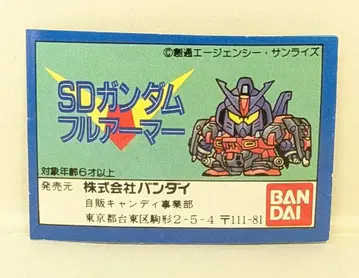 ©創通エージェンシー・サンライズ
SDガンダム
フルアーマー
対象年齢6才以上
発売元 株式会社バンダイ
自販キャンディ事業部
東京都台東区駒形2-5-4 〒111-81
BAN
DAI